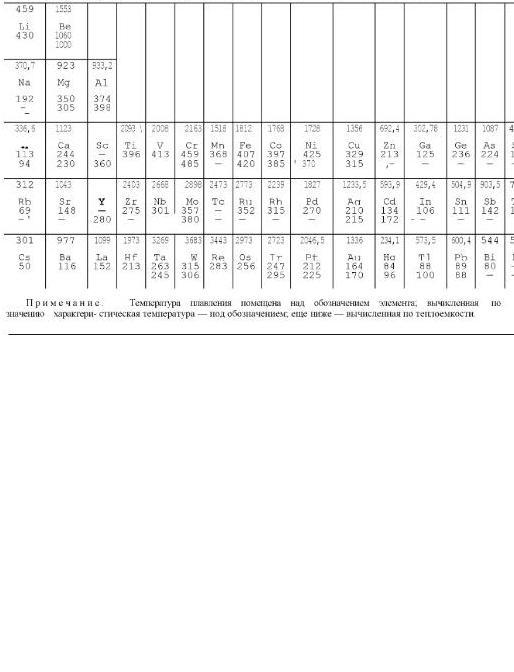 459 1553
Li Be
430 1060
1000
370,7 923 933,2
Na Mg Al
192 350 374
– 305 398
–
336,6 1123 2093 2008 2163 1518 1812 1768 1728 1356 692,4 302,78 1231 1087
Ca Sc Ti V Cr Mn Fe Co Ni Cu Zn Ga Ge As
113 244 — 396 413 459 368 407 397 425 329 213 125 236 224
94 230 360 485 — 420 385 ' 370 315 ,– — — —
312 1043 2403 2668 2898 2473 2773 2239 1827 1233,5 593,9 429,4 504,9 903,5
Rb Sr Y Zr Nb Mo Tc Ru Rh Pd Ag Cd In Sn Sb
69 148 — 275 301 357 — 352 315 270 210 134 106 111 142
– ' — 280 — — 380 — — — — 215 172 — — —
301 977 1099 1973 3269 3683 3443 2973 2723 2046,5 1336 234,1 573,5 600,4 544
Cs Ba La Hf Ta W Re Os Ir Pt Au Hg Tl Pb Bi
50 116 152 213 263 315 283 256 247 212 164 84 88 89 80
245 306 295 225 170 96 100 88 —
Примечание Температура плавления помещена над обозначением элемента; вычисленная по
значению характери- стическая температура — под обозначением; еще ниже — вычисленная по теплоемкости.